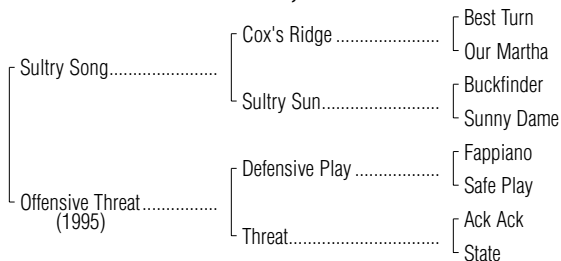 Best Turn
Cox's Ridge ....................
Our Martha
Sultry Song.....................
Buckfinder
Sultry Sun.......................
Sunny Dame
Fappiano
Defensive Play ................
Safe Play
Offensive Threat ...............
(1995)
Ack Ack
Threat.............................
State